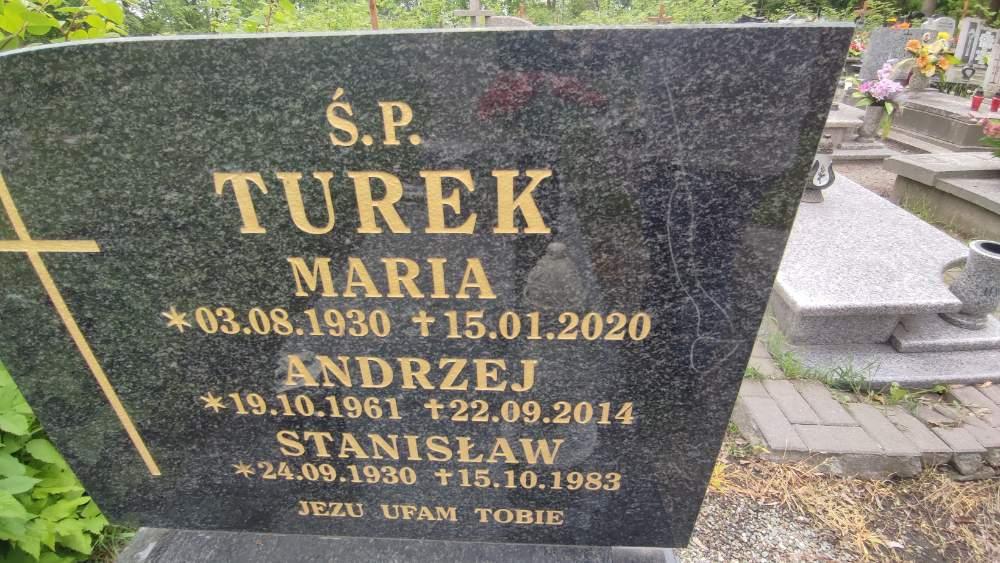 Ś.P.
TUREK
MARIA
*03.08.1930 ✝15.01.2020
ANDRZEJ
*19.10.1961 ✝22.09.2014
STANISŁAW
*24.09.1930 ✝15.10.1983
JEZU UFAM TOBIE